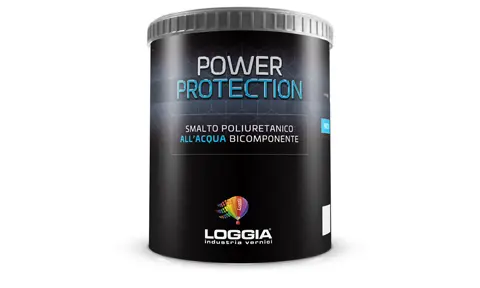 POWER
PROTECTION
SMALTO POLIURETANICO
ALL'ACQUA BICOMPONENTE
LOGGIA
industria vernici